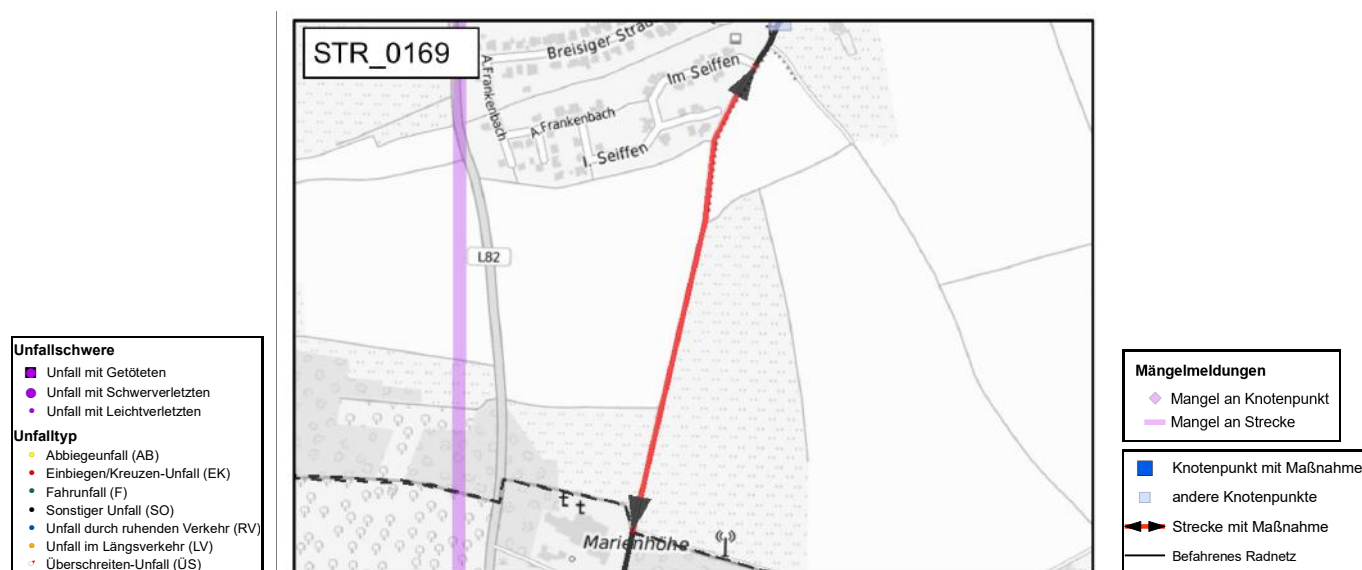 STR_0169
Breisiger Straß
A.Frankenbach
Im Seiffen
A.Frankenbach
I. Seiffen
L82
Marienhöhe
Unfallschwere
Unfall mit Getöteten
Unfall mit Schwerverletzten
Unfall mit Leichtverletzten
Unfalltyp
Abbiegeunfall (AB)
Einbiegen/Kreuzen-Unfall (EK)
Fahrunfall (F)
Sonstiger Unfall (SO)
Unfall durch ruhenden Verkehr (RV)
Unfall im Längsverkehr (LV)
Überschreiten-Unfall (ÜS)
Mängelmeldungen
Mangel an Knotenpunkt
Mangel an Strecke
Knotenpunkt mit Maßnahme
andere Knotenpunkte
Strecke mit Maßnahme
Befahrenes Radnetz